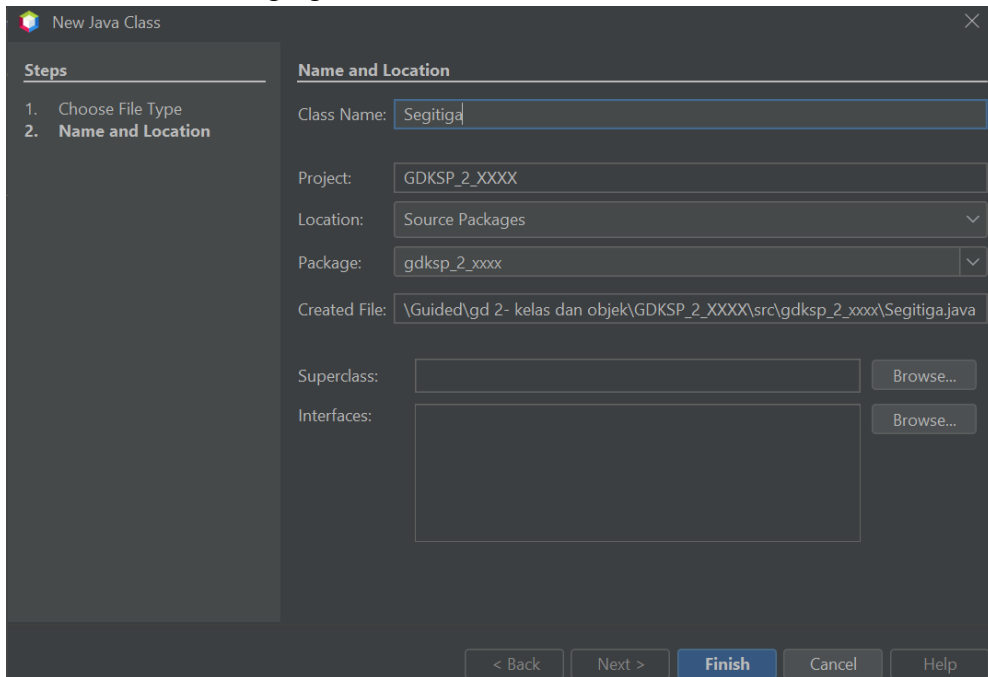 New Java Class
Steps
1. Choose File Type
2. Name and Location
Name and Location
Class Name: Segitiga
Project: GDKSP_2_XXXX
Location: Source Packages
Package: gdksp_2_xxxx
Created File: \Guided\gd 2- kelas dan objek\GDKSP_2_XXXX\src\gdksp_2_xxxx\Segitiga.java
Superclass: Browse...
Interfaces: Browse...
< Back Next > Finish Cancel Help